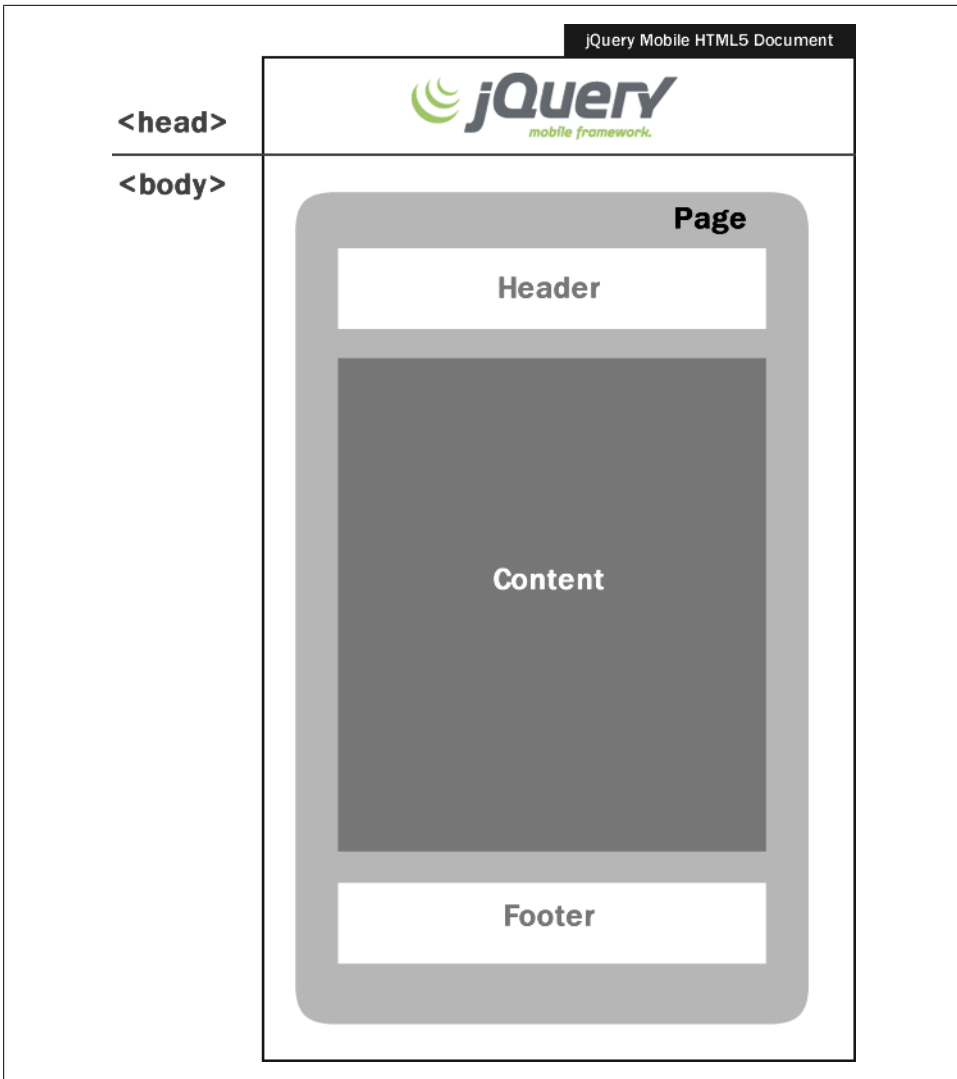 jQuery Mobile HTML5 Document
<head>
jQuery
mobile framework.
<body>
Page
Header
Content
Footer